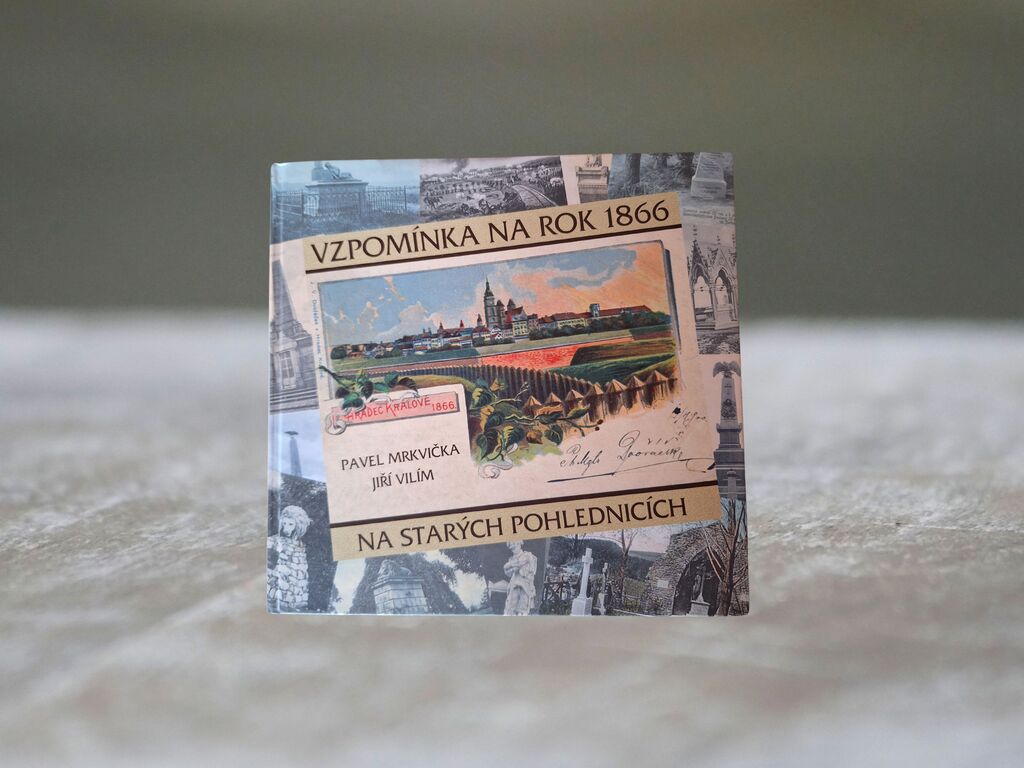 VZPOMÍNKA NA ROK 1866
HRADEC KRÁLOVÉ 1866.
PAVEL MRKVIČKA
JIŘÍ VILÍM
NA STARÝCH POHLEDNICÍCH